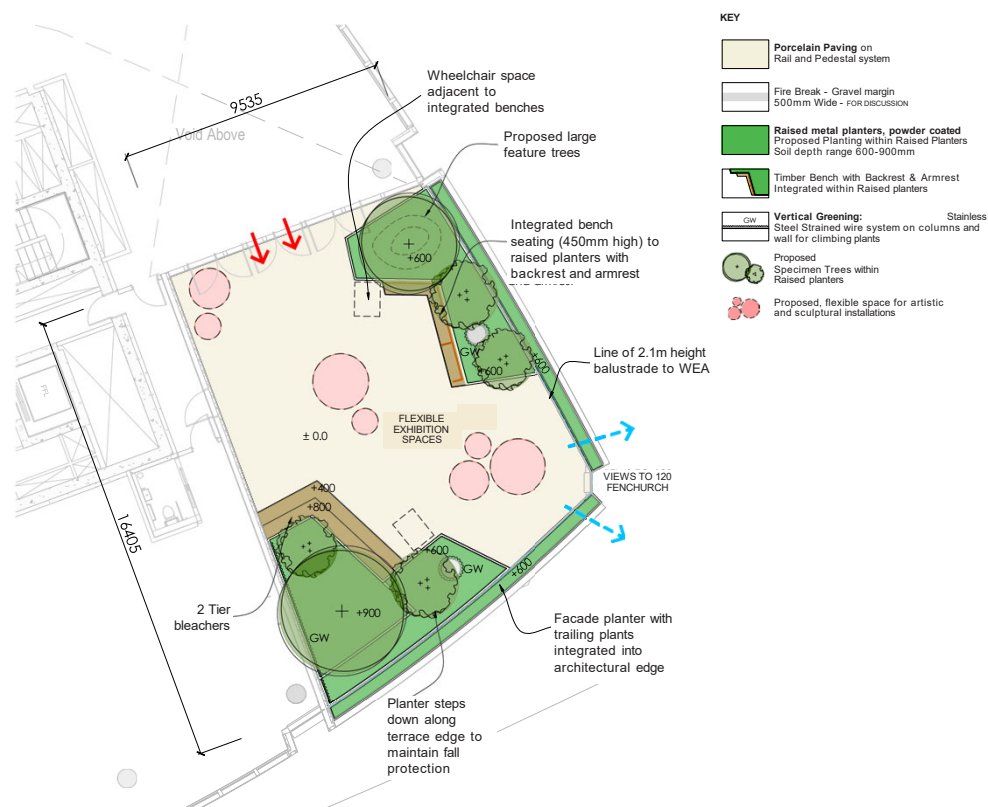 KEY
Porcelain Paving on
Rail and Pedestal system
Fire Break - Gravel margin
500mm Wide - FOR DISCUSSION
Raised metal planters, powder coated
Proposed Planting within Raised Planters
Soil depth range 600-900mm
Timber Bench with Backrest & Armrest
Integrated within Raised planters
GW
Vertical Greening: Stainless
Steel Strained wire system on columns and
wall for climbing plants
Proposed
Specimen Trees within
Raised planters
Proposed, flexible space for artistic
and sculptural installations
9535
Void Above
Wheelchair space
adjacent to
integrated benches
Proposed large
feature trees
Integrated bench
seating (450mm high) to
raised planters with
backrest and armrest
+600
GW
+600
+600
Line of 2.1m height
balustrade to WEA
FFL
FLEXIBLE
EXHIBITION
SPACES
± 0.0
VIEWS TO 120
FENCHURCH
16405
+400
+800
+600
GW
+600
+900
GW
2 Tier
bleachers
Facade planter with
trailing plants
integrated into
architectural edge
Planter steps
down along
terrace edge to
maintain fall
protection